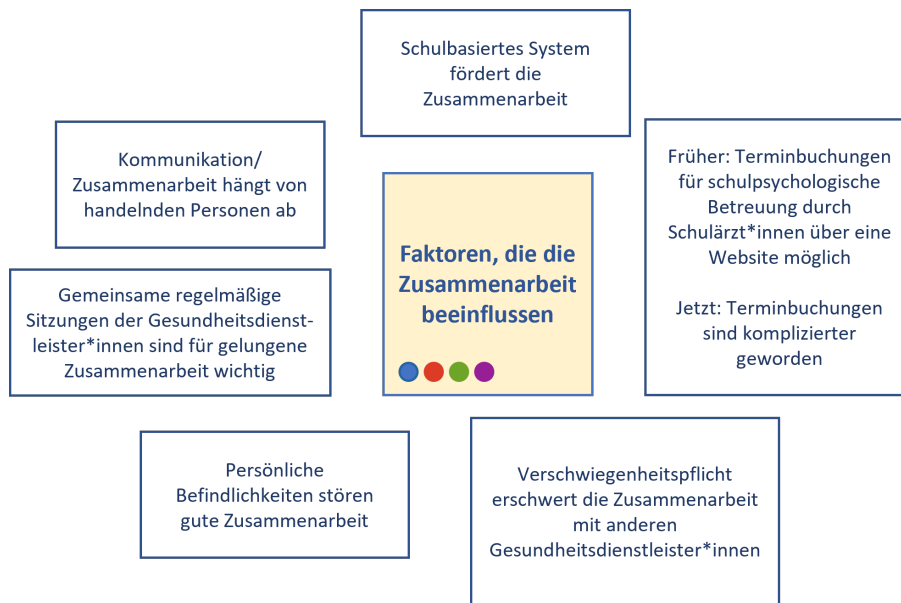 Schulbasiertes System
fördert die
Zusammenarbeit
Kommunikation/
Zusammenarbeit hängt von
handelnden Personen ab
Früher: Terminbuchungen
für schulpsychologische
Betreuung durch
Schulärzt*innen über eine
Website möglich
Jetzt: Terminbuchungen
sind komplizierter
geworden
Faktoren, die die
Zusammenarbeit
beeinflussen
Gemeinsame regelmäßige
Sitzungen der Gesundheitsdienst-
leister*innen sind für gelungene
Zusammenarbeit wichtig
Persönliche
Befindlichkeiten stören
gute Zusammenarbeit
Verschwiegenheitspflicht
erschwert die Zusammenarbeit
mit anderen
Gesundheitsdienstleister*innen